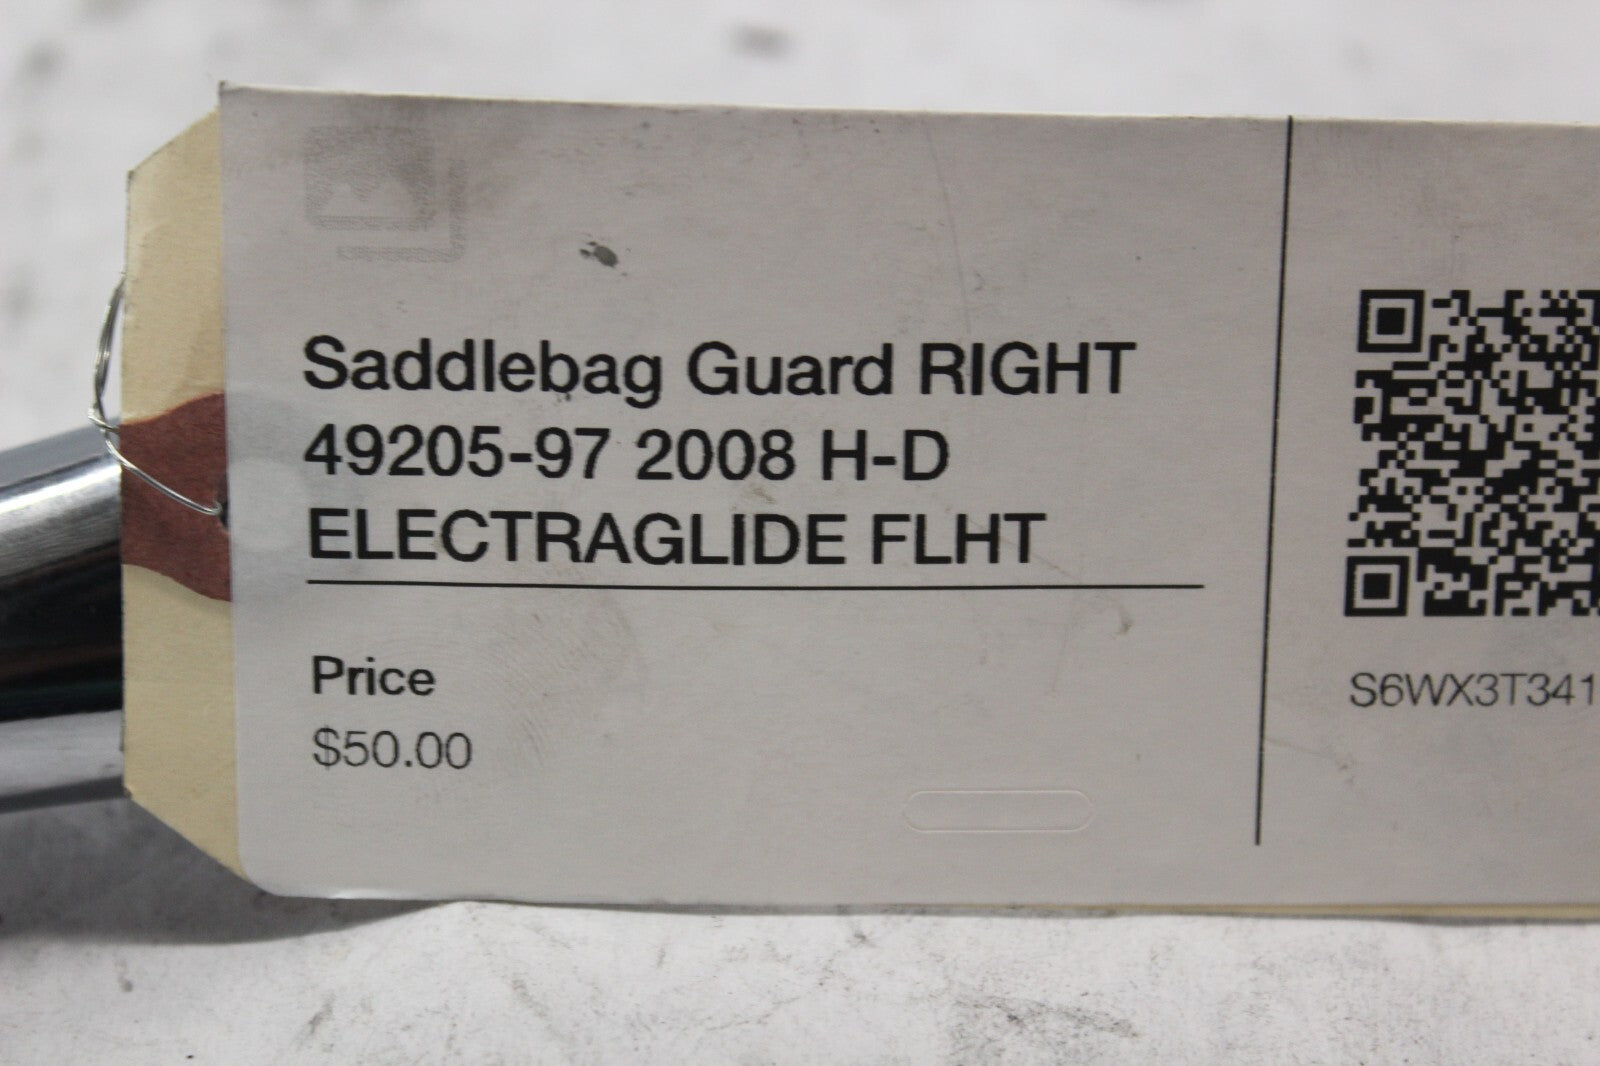 Saddlebag Guard RIGHT
49205-97 2008 H-D
ELECTRAGLIDE FLHT
Price
$50.00
S6WX3T341